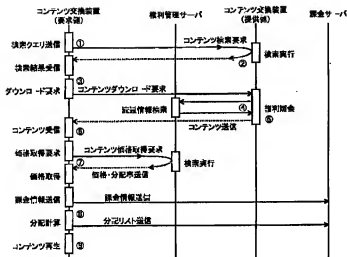 コンテンツ交換装置
(要求側)
権利管理サーバ
コンテンツ交換装置
(提供側)
課金サーバ
検索クエリ送信
①
コンテンツ検索要求
②
検索実行
検索結果受信
③
ダウンロード要求
コンテンツダウンロード要求
④
権利照会
⑤
コンテンツ送信
コンテンツ受信
⑥
価格取得要求
コンテンツ価格取得要求
⑦
検索実行
価格・分配率送信
価格取得
課金情報送信
課金情報送信
分配計算
⑧
分配リスト送信
コンテンツ再生
⑨